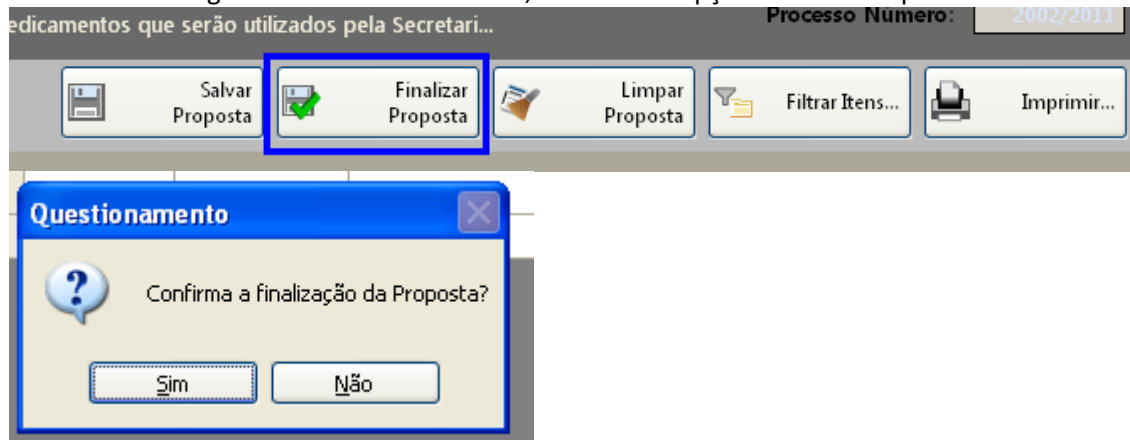 edicamentos que serão utilizados pela Secretari...
Processo Número: 2002/2011
Salvar
Proposta
Finalizar
Proposta
Limpar
Proposta
Filtrar Itens...
Imprimir...
Questionamento
Confirma a finalização da Proposta?
Sim
Não